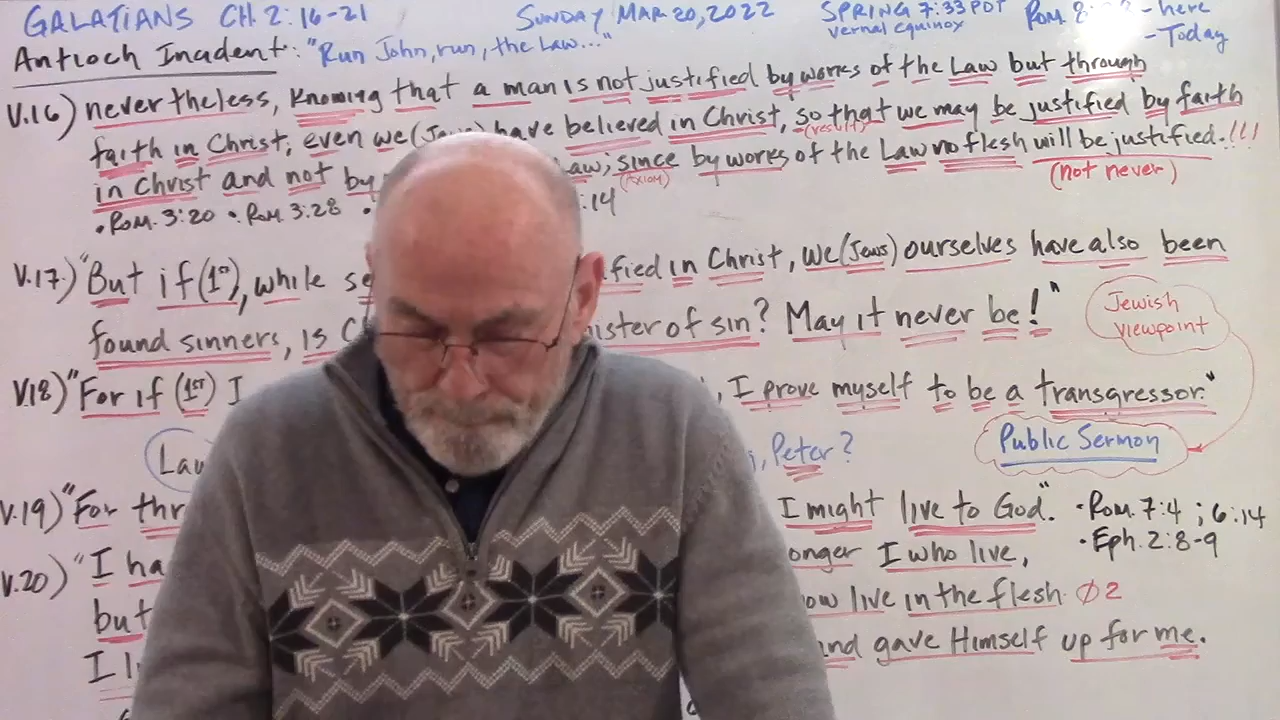 GALATIANS CH 2:16-21 SUNDAY MAR 20, 2022 SPRING 7:33 PDT ROM. 8: - here
vernal equinox - Today
Antioch Incident: "Run John, run, the Law..."
V.16) nevertheless, knowing that a man is not justified by works of the Law but through
faith in Christ, even we (Jews) have believed in Christ, so that we may be justified by faith
(result)
in Christ and not by aw; since by works of the Law no flesh will be justified.!!!
(AXIOM) (not never)
• Rom. 3:20 • Rom. 3:28 • :14
V.17) "But if (1st), while se fied in Christ, we (Jews) ourselves have also been
found sinners, is C ister of sin? May it never be!"
Jewish
viewpoint
V.18) "For if (1st) I , I prove myself to be a transgressor."
Law , Peter? Public Sermon
V.19) "For thr I might live to God." • Rom. 7:4 ; 6:14
• Eph. 2:8-9
V.20) "I ha onger I who live,
but ow live in the flesh Ø2
I li and gave Himself up for me.